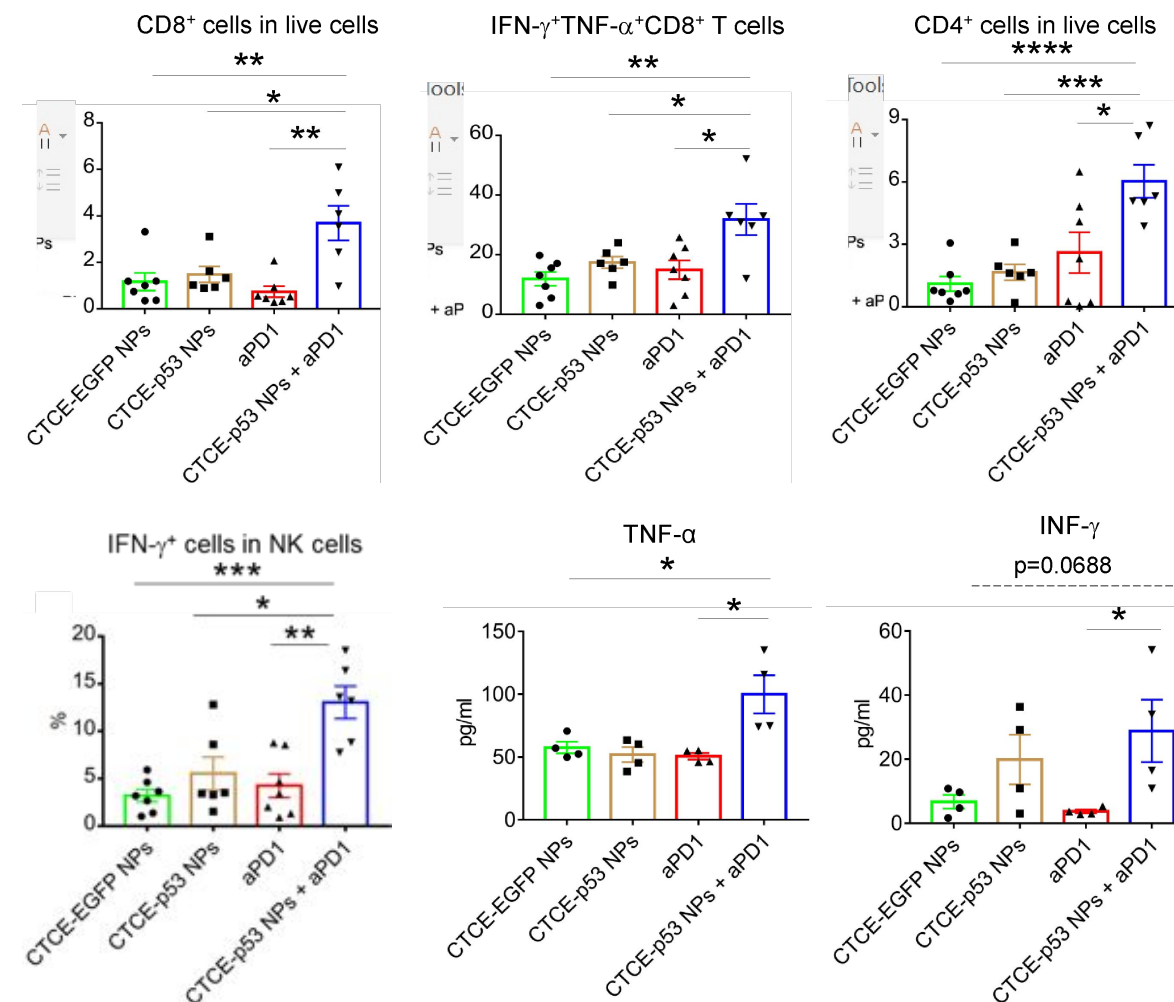 CD8⁺ cells in live cells
**
*
**
8
6
4
2
0
CTCE-EGFP NPs
CTCE-p53 NPs
aPD1
CTCE-p53 NPs + aPD1
IFN-γ⁺TNF-α⁺CD8⁺ T cells
**
*
*
60
40
20
0
+ aP
CTCE-EGFP NPs
CTCE-p53 NPs
aPD1
CTCE-p53 NPs + aPD1
CD4⁺ cells in live cells
****
***
*
9
6
3
0
+ aP
CTCE-EGFP NPs
CTCE-p53 NPs
aPD1
CTCE-p53 NPs + aPD1
IFN-γ⁺ cells in NK cells
***
*
**
%
20
15
10
5
0
CTCE-EGFP NPs
CTCE-p53 NPs
aPD1
CTCE-p53 NPs + aPD1
TNF-α
*
*
pg/ml
150
100
50
0
CTCE-EGFP NPs
CTCE-p53 NPs
aPD1
CTCE-p53 NPs + aPD1
INF-γ
p=0.0688
*
pg/ml
60
40
20
0
CTCE-EGFP NPs
CTCE-p53 NPs
aPD1
CTCE-p53 NPs + aPD1